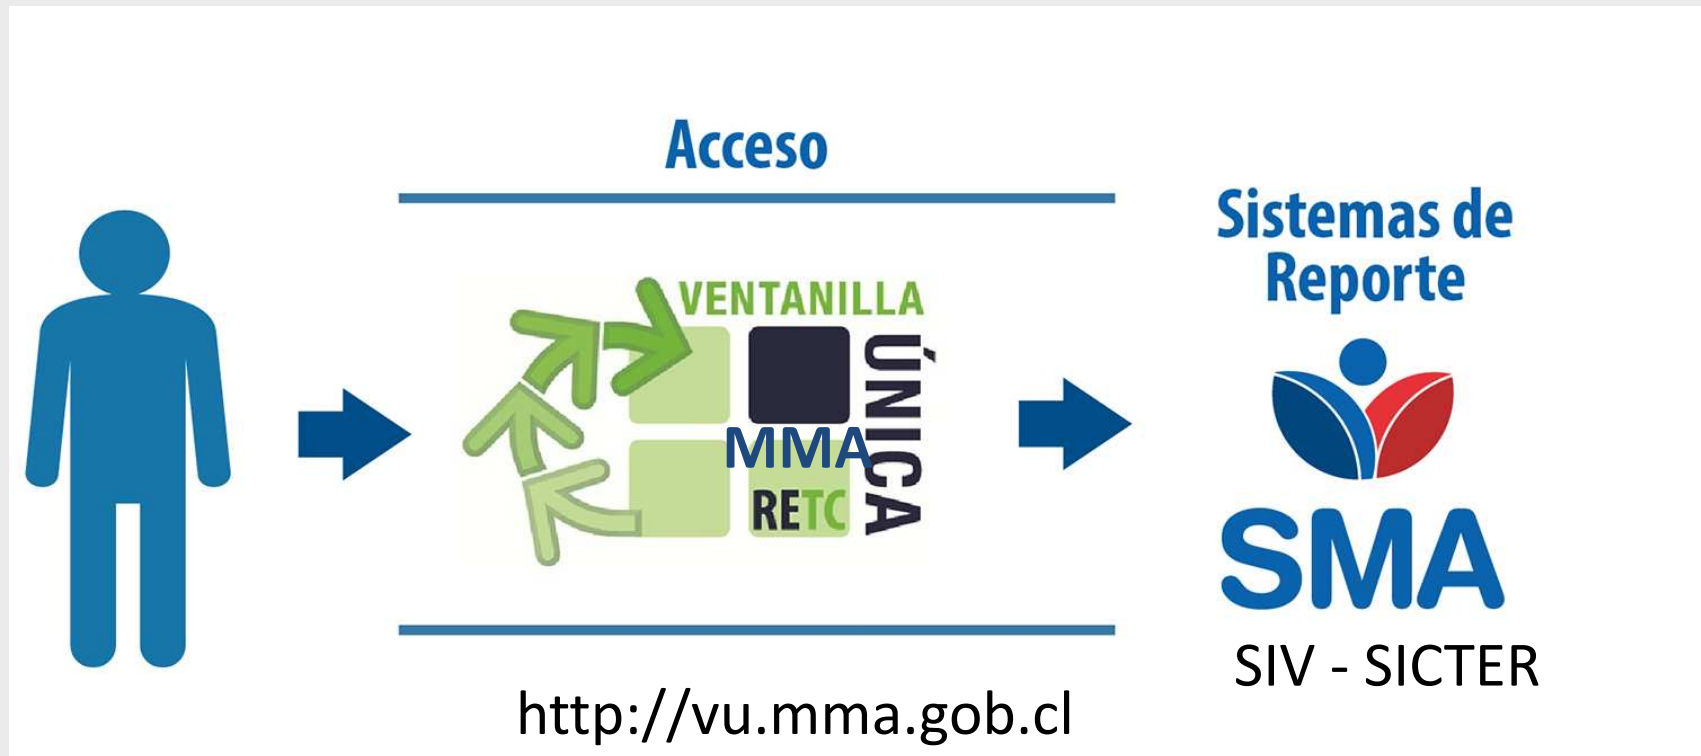 Acceso
Sistemas de
Reporte
VENTANILLA
ÚNICA
MMA
RETC
SMA
SIV - SICTER
http://vu.mma.gob.cl